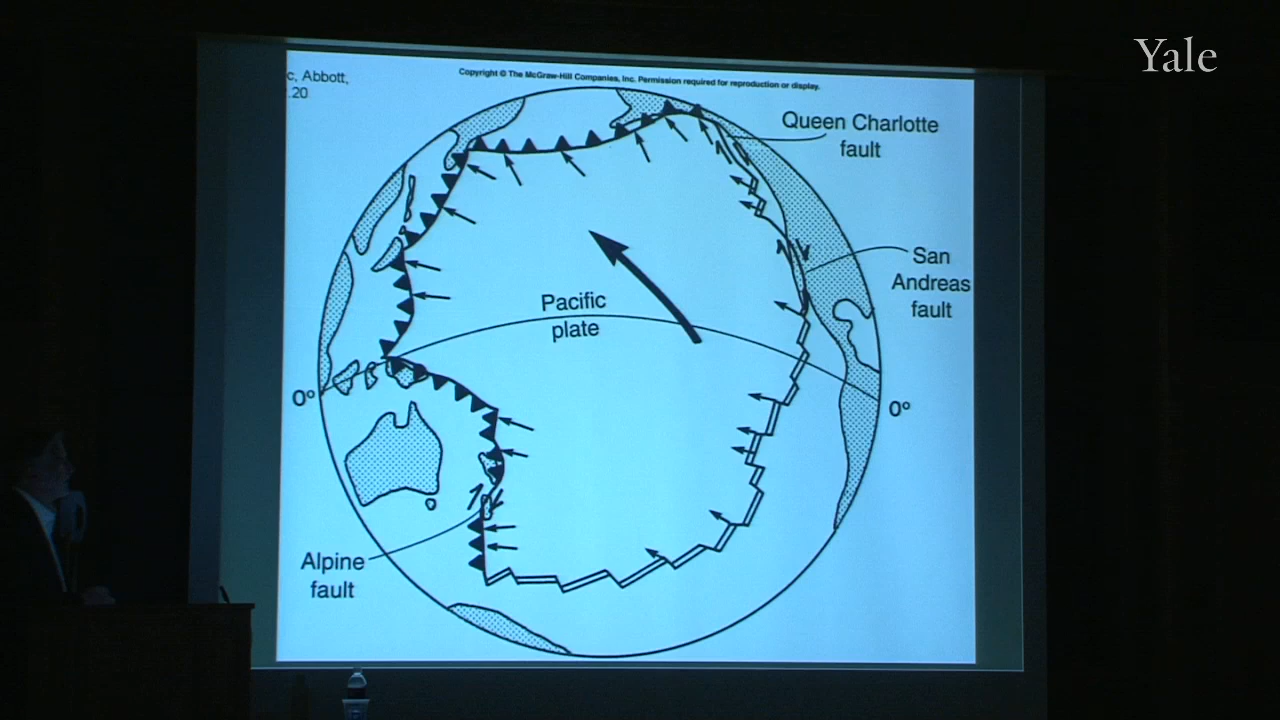 Yale
c, Abbott,
20
Copyright © The McGraw-Hill Companies, Inc. Permission required for reproduction or display.
Queen Charlotte
fault
San
Andreas
fault
Pacific
plate
0°
0°
Alpine
fault